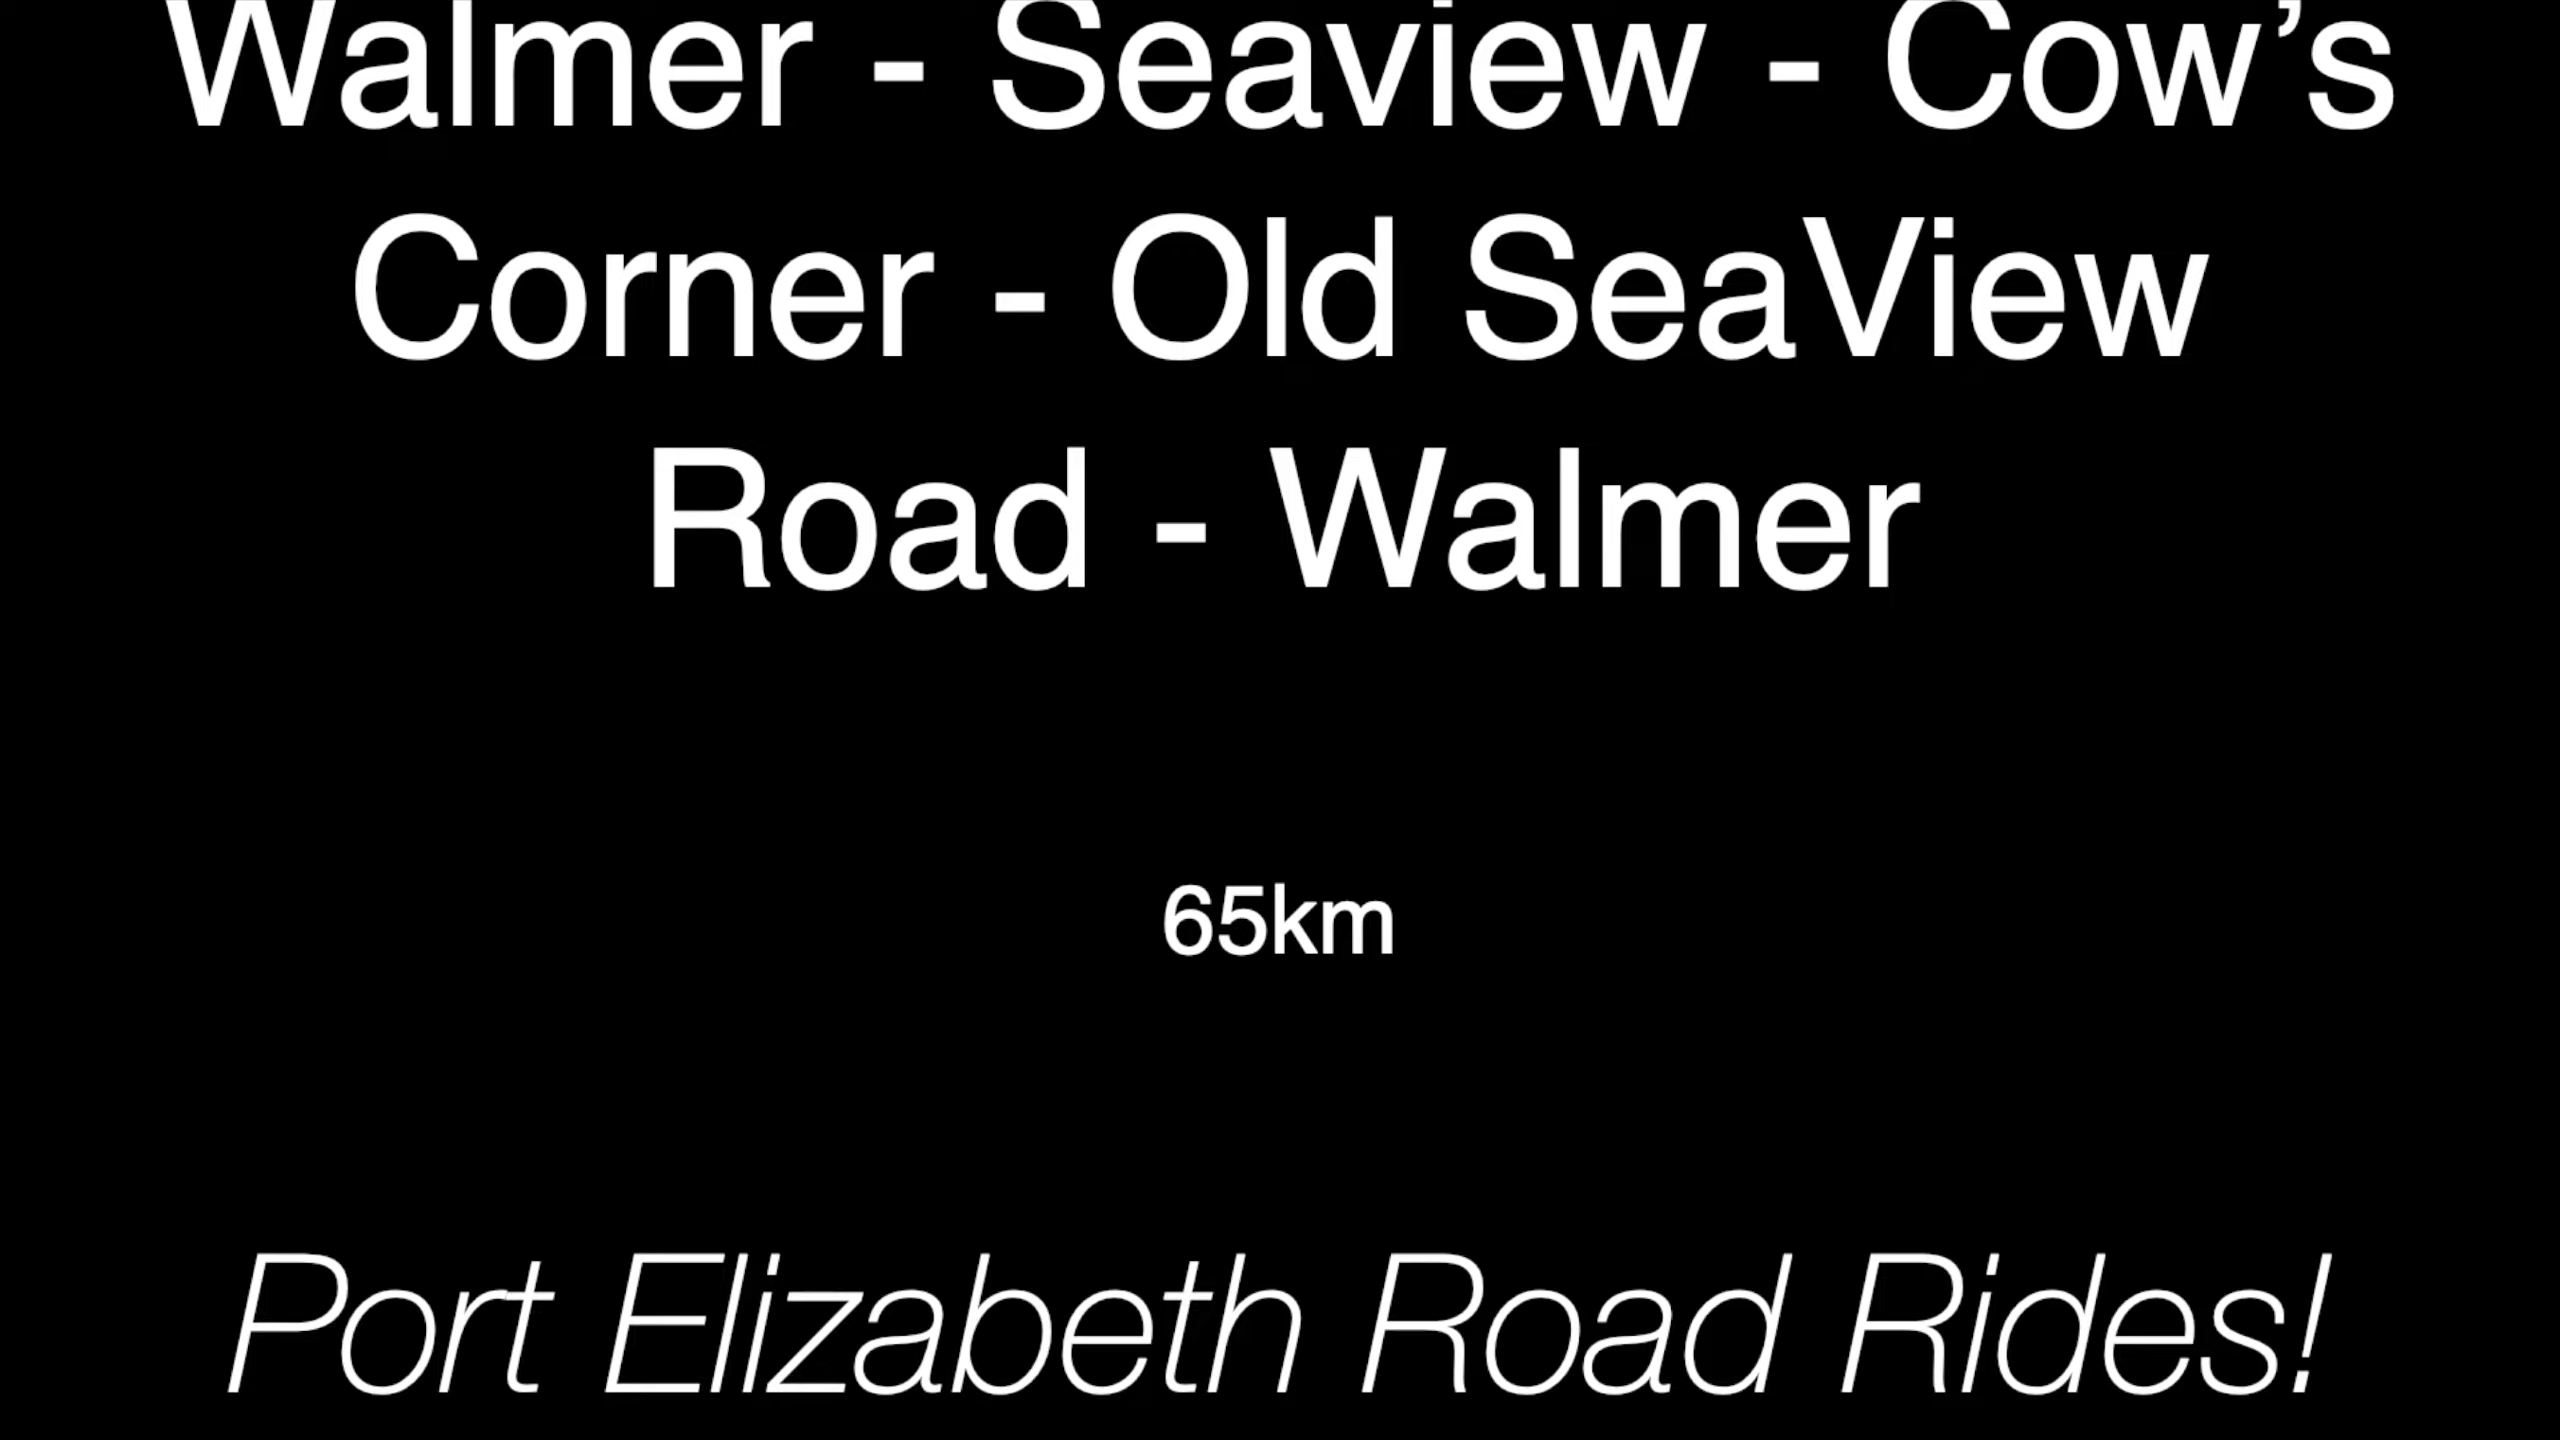 Walmer - Seaview - Cow’s
Corner - Old SeaView
Road - Walmer
65km
Port Elizabeth Road Rides!